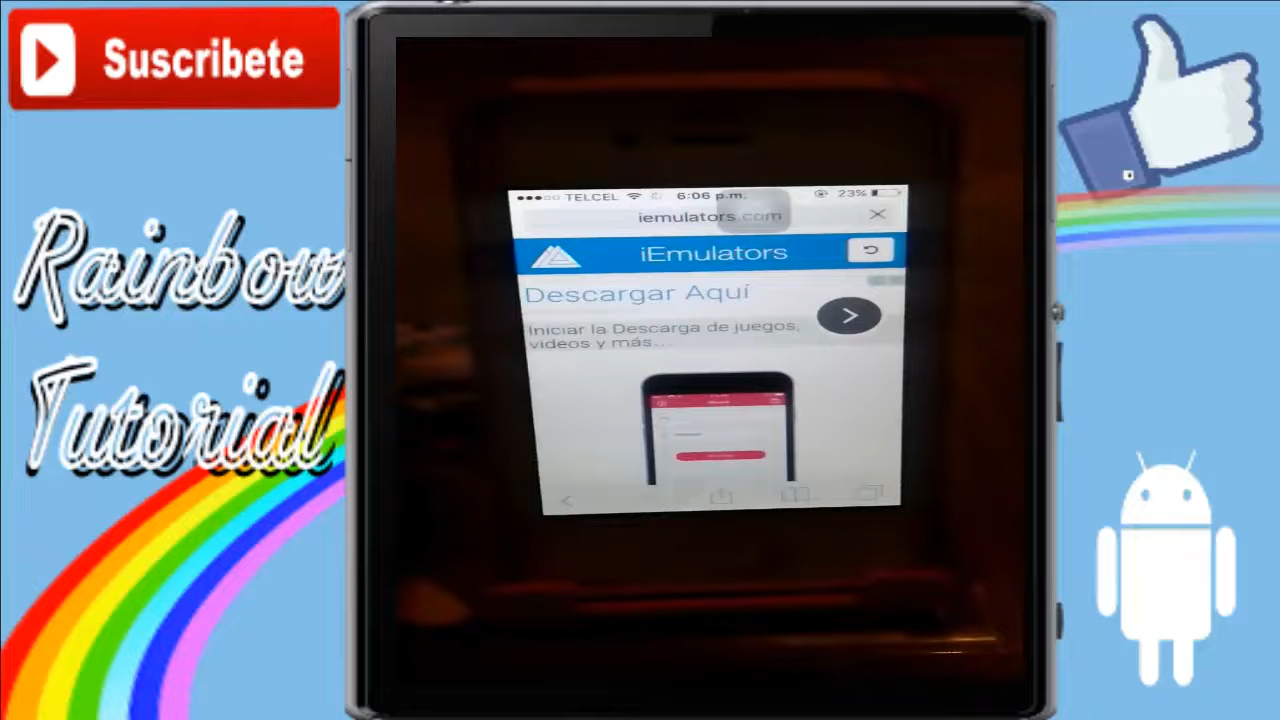 Suscribete
Rainbow
Tutorial
TELCEL 6:06 p.m. 23%
iemulators.com
iEmulators
Descargar Aquí
Iniciar la Descarga de juegos,
videos y más...